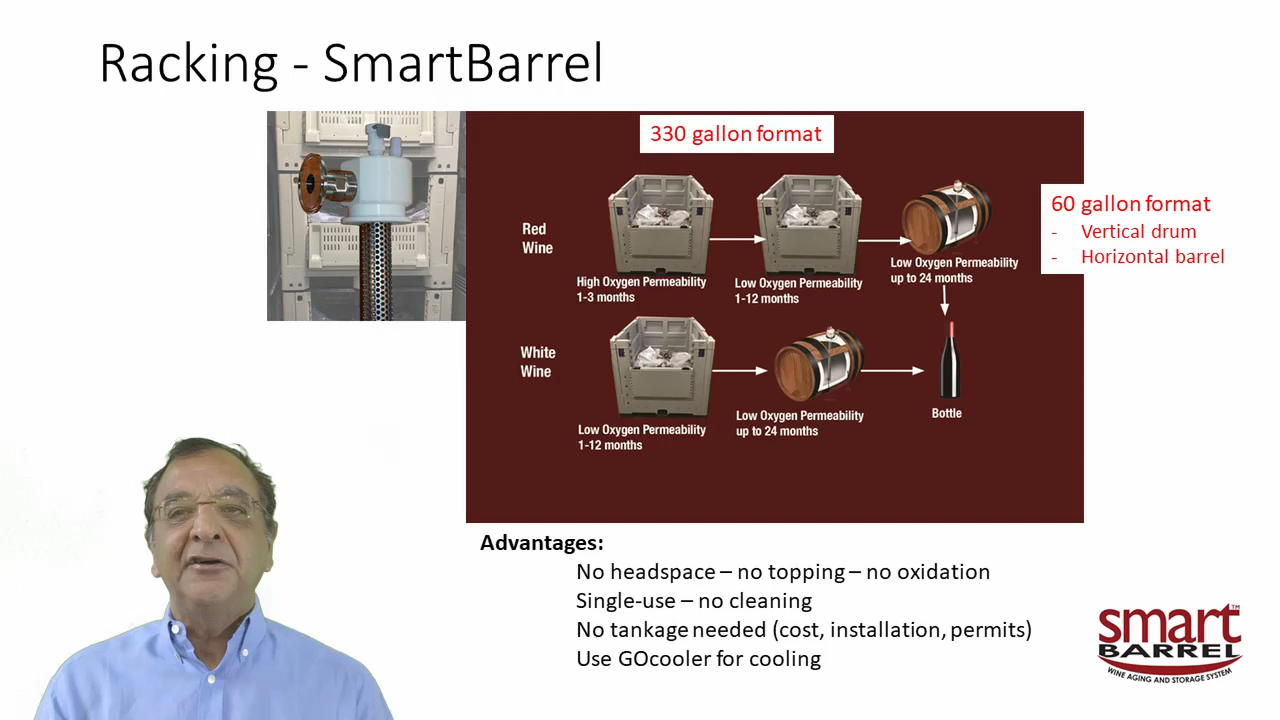 Racking - SmartBarrel
330 gallon format
60 gallon format
- Vertical drum
- Horizontal barrel
Red
Wine
High Oxygen Permeability
1-3 months
Low Oxygen Permeability
1-12 months
Low Oxygen Permeability
up to 24 months
White
Wine
Low Oxygen Permeability
1-12 months
Low Oxygen Permeability
up to 24 months
Bottle
Advantages:
No headspace – no topping – no oxidation
Single-use – no cleaning
No tankage needed (cost, installation, permits)
Use GOcooler for cooling
smart™
BARREL
WINE AGING AND STORAGE SYSTEM